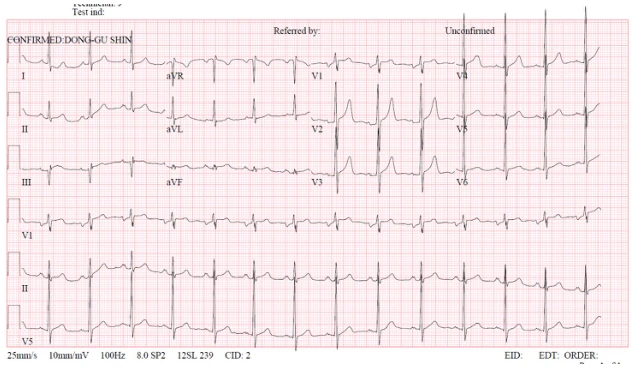 Test ind:
Referred by: Unconfirmed
CONFIRMED:DONG-GU SHIN
I aVR V1 V4
II aVL V2 V5
III aVF V3 V6
V1
II
V5
25mm/s 10mm/mV 100Hz 8.0 SP2 12SL 239 CID: 2 EID: EDT: ORDER: